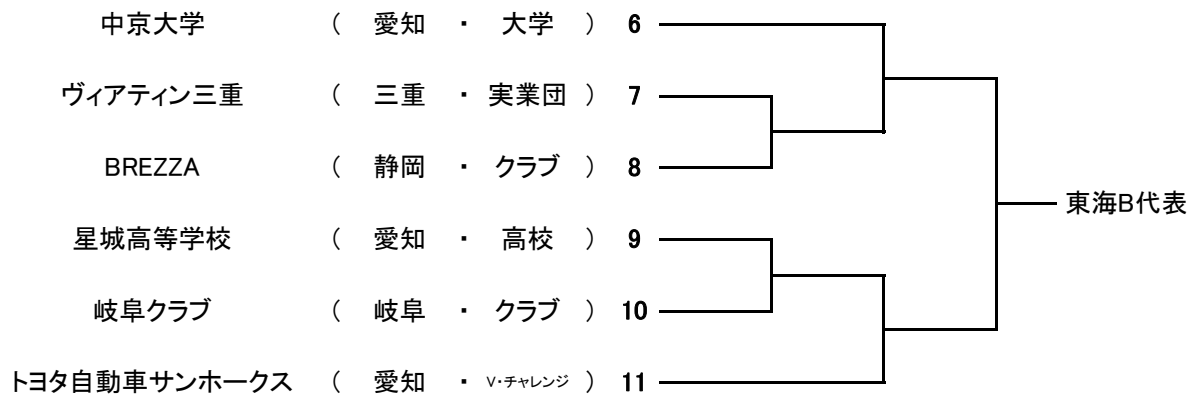 中京大学 ( 愛知 ・ 大学 ) 6
ヴィアティン三重 ( 三重 ・ 実業団 ) 7
BREZZA ( 静岡 ・ クラブ ) 8
東海B代表
星城高等学校 ( 愛知 ・ 高校 ) 9
岐阜クラブ ( 岐阜 ・ クラブ ) 10
トヨタ自動車サンホークス ( 愛知 ・ V・チャレンジ ) 11